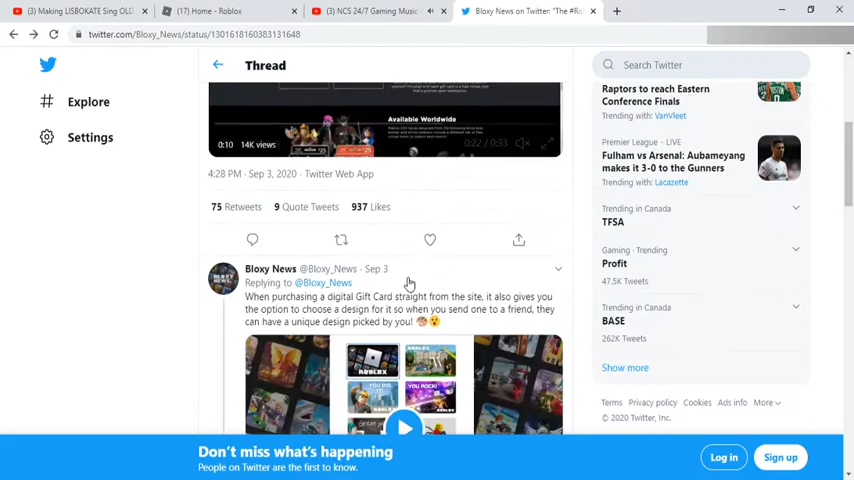 (3) Making LISBOKATE Sing OLD
(17) Home - Roblox
(3) NCS 24/7 Gaming Music
Bloxy News on Twitter: "The #Ro
twitter.com/Bloxy_News/status/1301618160383131648
Thread
Search Twitter
Explore
Settings
Available Worldwide
0:10 14K views
0:22 / 0:33
4:28 PM · Sep 3, 2020 · Twitter Web App
75 Retweets 9 Quote Tweets 937 Likes
Bloxy News @Bloxy_News · Sep 3
Replying to @Bloxy_News
When purchasing a digital Gift Card straight from the site, it also gives you
the option to choose a design for it so when you send one to a friend, they
can have a unique design picked by you!
ROBLOX
YOU DID
IT
YOU ROCK!
Raptors to reach Eastern
Conference Finals
Trending with: VanVleet
Premier League · LIVE
Fulham vs Arsenal: Aubameyang
makes it 3-0 to the Gunners
Trending with: Lacazette
Trending in Canada
TFSA
Gaming · Trending
Profit
47.5K Tweets
Trending in Canada
BASE
262K Tweets
Show more
Terms Privacy policy Cookies Ads info More
© 2020 Twitter, Inc.
Don't miss what's happening
People on Twitter are the first to know.
Log in
Sign up